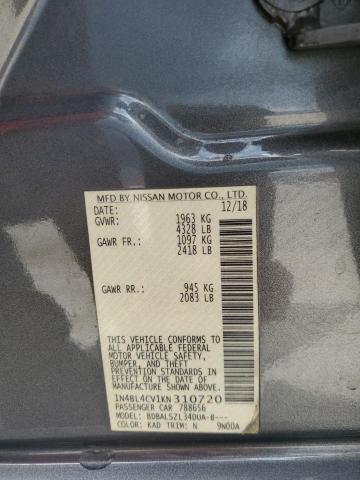 MFD BY NISSAN MOTOR CO., LTD.
DATE: 12/18
GVWR: 1963 KG
4328 LB
GAWR FR.: 1097 KG
2418 LB
GAWR RR.: 945 KG
2083 LB
THIS VEHICLE CONFORMS TO
ALL APPLICABLE FEDERAL
MOTOR VEHICLE SAFETY,
BUMPER, AND THEFT
PREVENTION STANDARDS IN
EFFECT ON THE DATE OF
MANUFACTURE SHOWN ABOVE.
1N4BL4CV1KN310720
PASSENGER CAR 788656
MODEL: BDBALSZL34DUA-B---
COLOR: KAD TRIM: N 9N00A